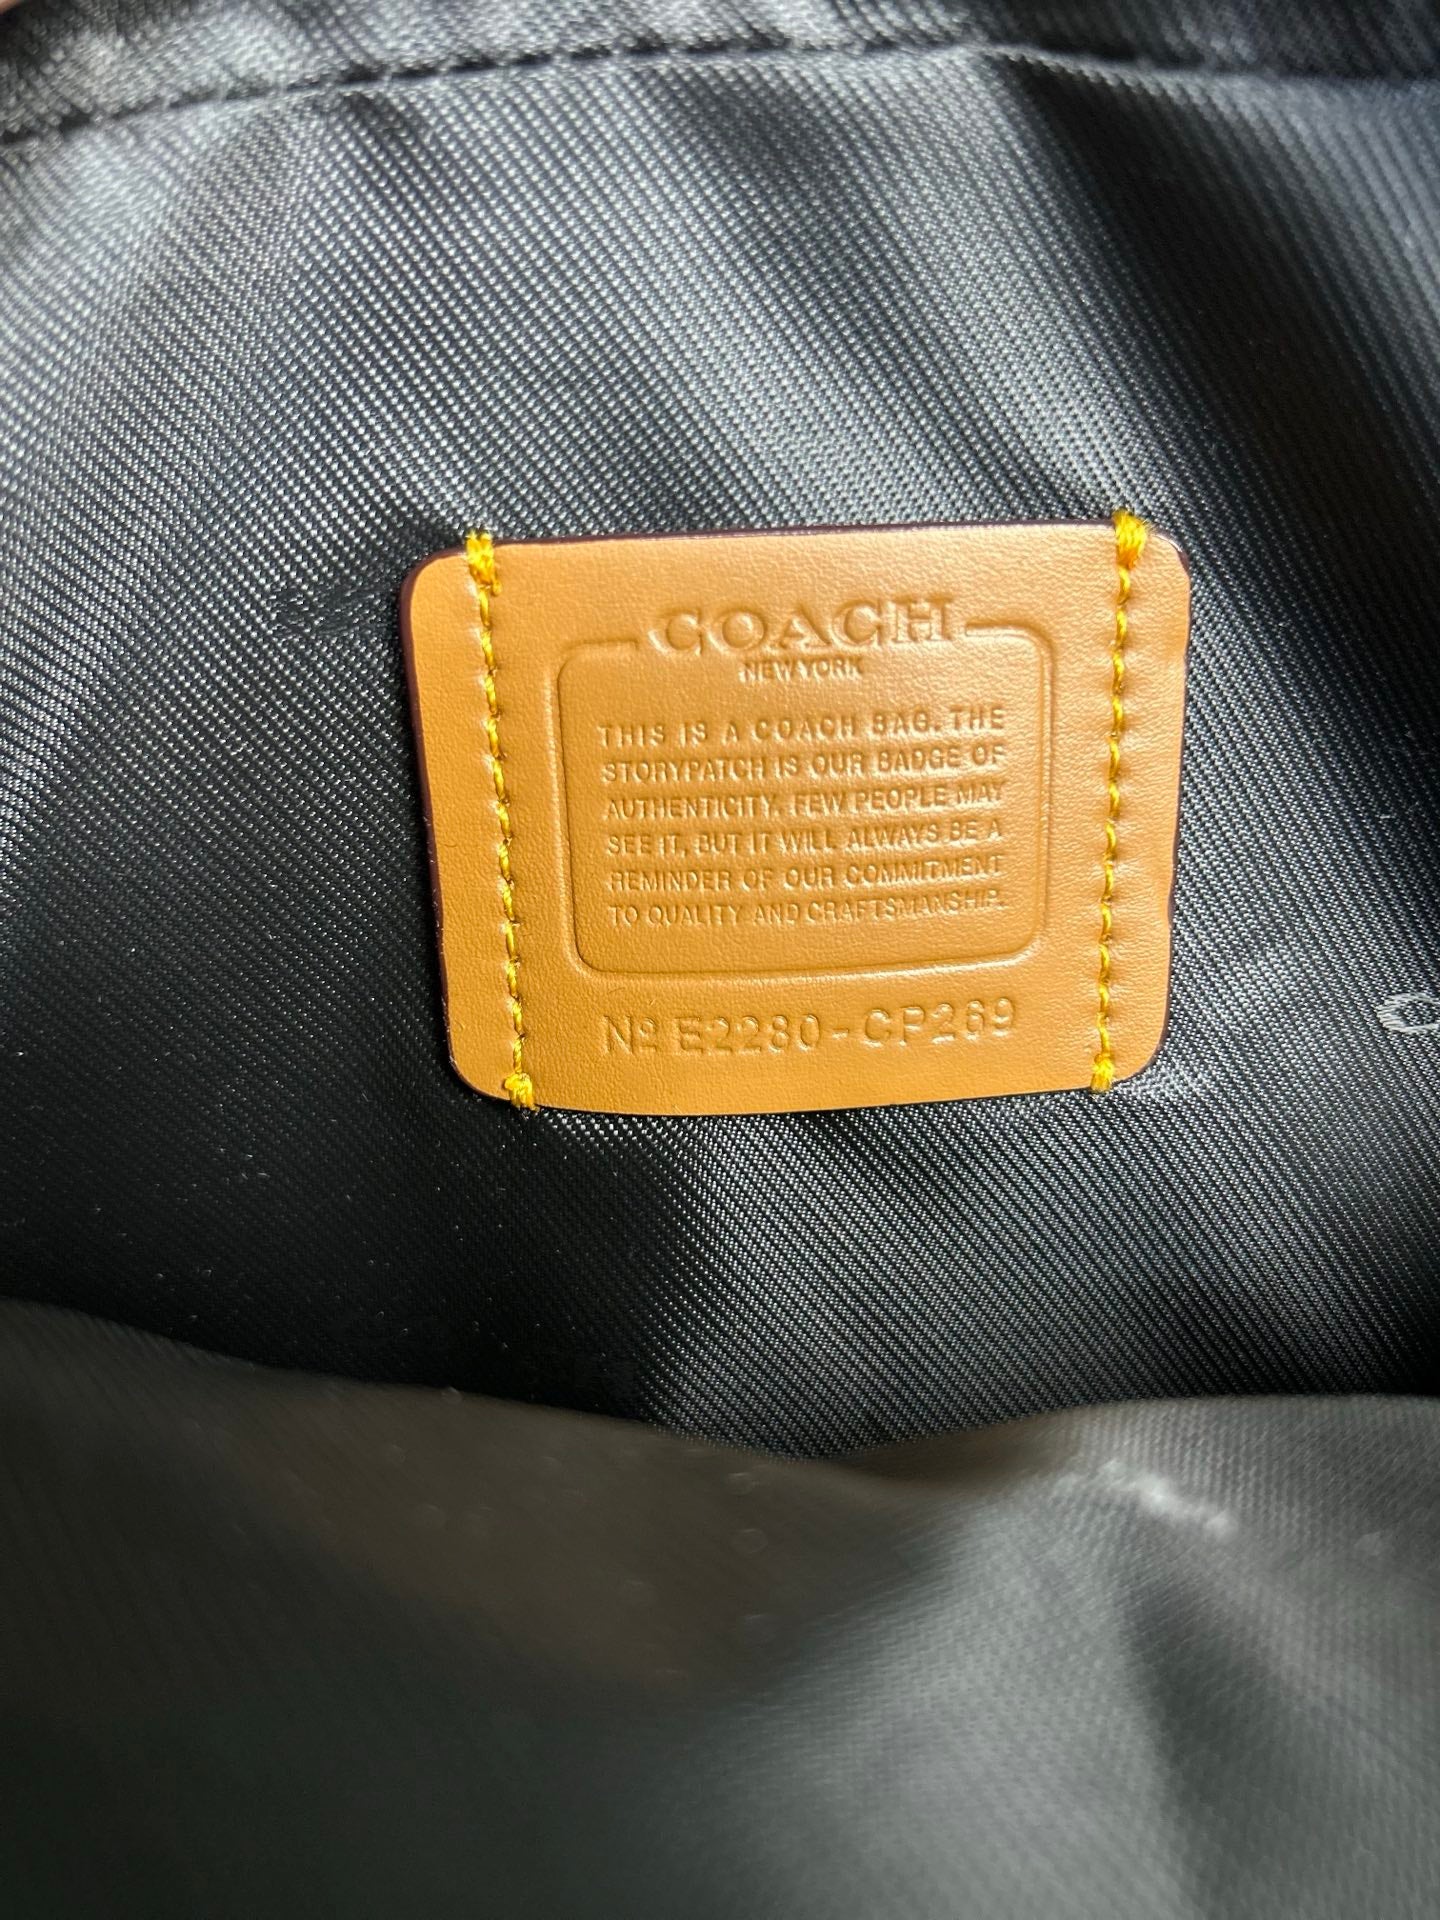 COACH
NEW YORK
THIS IS A COACH BAG. THE
STORYPATCH IS OUR BADGE OF
AUTHENTICITY. FEW PEOPLE MAY
SEE IT, BUT IT WILL ALWAYS BE A
REMINDER OF OUR COMMITMENT
TO QUALITY AND CRAFTSMANSHIP.
Nº E2280-CP269